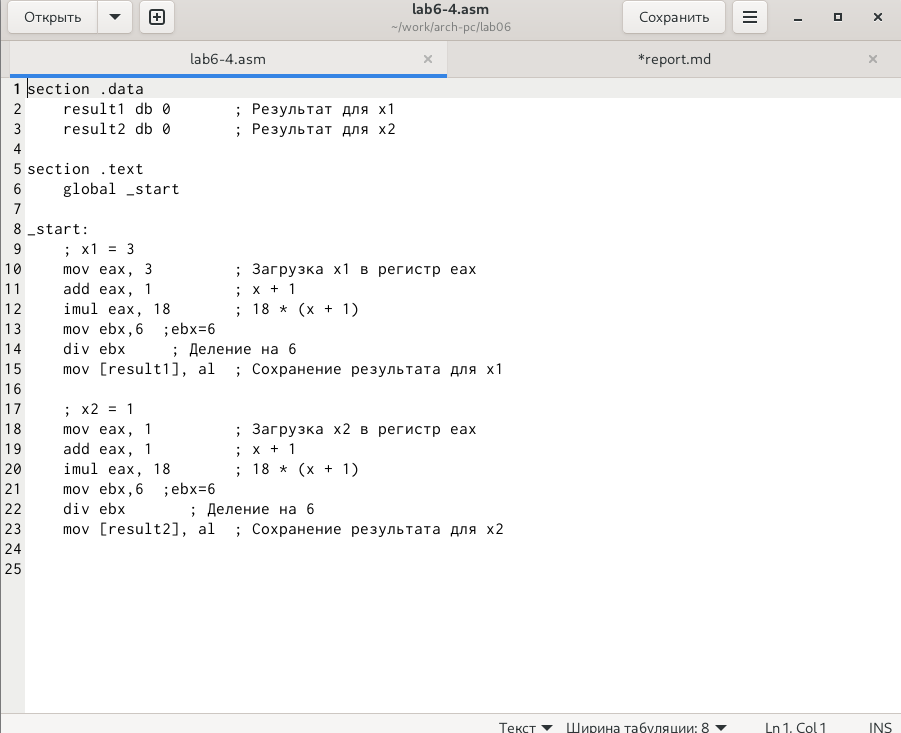 Открыть
lab6-4.asm
~/work/arch-pc/lab06
Сохранить
lab6-4.asm
*report.md
1 section .data
2     result1 db 0       ; Результат для x1
3     result2 db 0       ; Результат для x2
4
5 section .text
6     global _start
7
8 _start:
9     ; x1 = 3
10     mov eax, 3         ; Загрузка x1 в регистр eax
11     add eax, 1         ; x + 1
12     imul eax, 18       ; 18 * (x + 1)
13     mov ebx,6  ;ebx=6
14     div ebx     ; Деление на 6
15     mov [result1], al  ; Сохранение результата для x1
16
17     ; x2 = 1
18     mov eax, 1         ; Загрузка x2 в регистр eax
19     add eax, 1         ; x + 1
20     imul eax, 18       ; 18 * (x + 1)
21     mov ebx,6  ;ebx=6
22     div ebx       ; Деление на 6
23     mov [result2], al  ; Сохранение результата для x2
24
25
Текст Ширина табуляции: 8 Ln 1, Col 1 INS